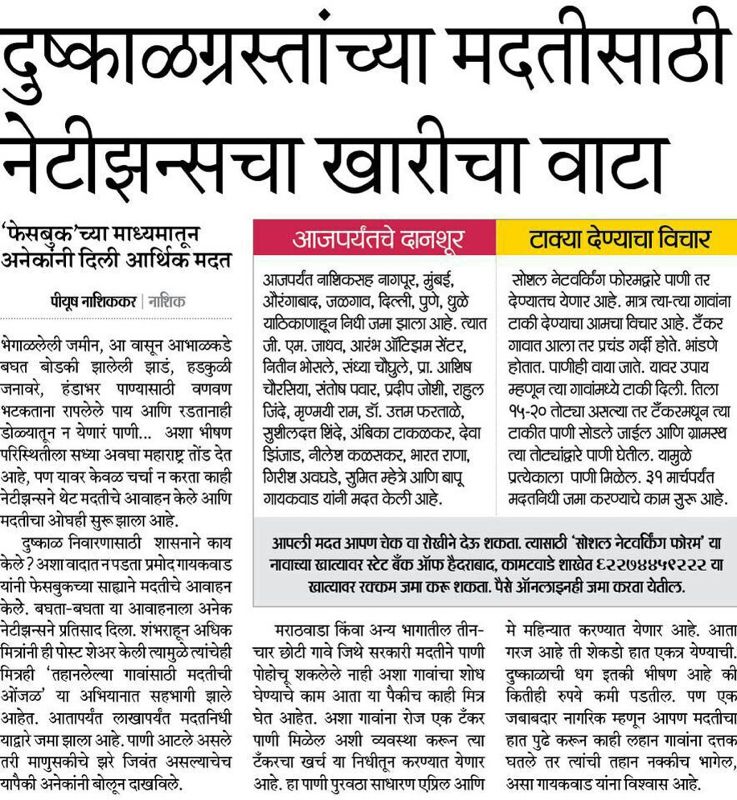 दुष्काळग्रस्तांच्या मदतीसाठी
नेटीझन्सचा खारीचा वाटा
'फेसबुक'च्या माध्यमातून
अनेकांनी दिली आर्थिक मदत
पीयूष नाशिककर | नाशिक
भेगाळलेली जमीन, आ वासून आभाळकडे
बघत बोडकी झालेली झाडं, हडकुळी
जनावरे, हंडाभर पाण्यासाठी वणवण
भटकताना रापलेले पाय आणि रडतानाही
डोळ्यातून न येणारं पाणी... अशा भीषण
परिस्थितीला सध्या अवघा महाराष्ट्र तोंड देत
आहे, पण यावर केवळ चर्चा न करता काही
नेटीझन्सने थेट मदतीचे आवाहन केले आणि
मदतीचा ओघही सुरू झाला आहे.
दुष्काळ निवारणासाठी शासनाने काय
केले? अशा वादात न पडता प्रमोद गायकवाड
यांनी फेसबुकच्या साह्याने मदतीचे आवाहन
केलेे. बघता-बघता या आवाहनाला अनेक
नेटीझन्सने प्रतिसाद दिला. शंभराहून अधिक
मित्रांनी ही पोस्ट शेअर केली त्यामुळे त्यांचेही
मित्रही 'तहानलेल्या गावांसाठी मदतीची
ओंजळ' या अभियानात सहभागी झाले
आहेत. आतापर्यंत लाखापर्यंत मदतनिधी
याद्वारे जमा झाला आहे. पाणी आटले असले
तरी माणुसकीचे झरे जिवंत असल्याचेच
यापैकी अनेकांनी बोलून दाखविले.
आजपर्यंतचे दानशूर
आजपर्यंत नाशिकसह नागपूर, मुंबई,
औरंगाबाद, जळगाव, दिल्ली, पुणे, धुळे
याठिकाणाहून निधी जमा झाला आहे. त्यात
जी. एम. जाधव, आरंभ ऑटिझम सेंटर,
नितीन भोसले, संध्या चौघुले, प्रा. आशिष
चौरसिया, संतोष पवार, प्रदीप जोशी, राहुल
जिंदे, मृण्मयी राम, डॉ. उत्तम फरताळे,
सुशीलदत्त शिंदे, अंबिका टाकळकर, देवा
झिंजाड, नीलेश कळसकर, भारत राणा,
गिरीश अवघडे, सुमित म्हेत्रे आणि बापू
गायकवाड यांनी मदत केली आहे.
टाक्या देण्याचा विचार
सोशल नेटवर्किंग फोरमद्वारे पाणी तर
देण्यातच येणार आहे. मात्र त्या-त्या गावांना
टाकी देण्याचा आमचा विचार आहे. टँकर
गावात आला तर प्रचंड गर्दी होते. भांडणे
होतात. पाणीही वाया जाते. यावर उपाय
म्हणून त्या गावांमध्ये टाकी दिली. तिला
१५-२० तोट्या असल्या तर टँकरमधून त्या
टाकीत पाणी सोडले जाईल आणि ग्रामस्थ
त्या तोट्यांद्वारे पाणी घेतील. यामुळे
प्रत्येकाला पाणी मिळेल. ३१ मार्चपर्यंत
मदतनिधी जमा करण्याचे काम सुरू आहे.
आपली मदत आपण चेक वा रोखीने देऊ शकता. त्यासाठी 'सोशल नेटवर्किंग फोरम' या
नावाच्या खात्यावर स्टेट बँक ऑफ हैदराबाद, कामटवाडे शाखेत ६२२७४४५९२२२ या
खात्यावर रक्कम जमा करू शकता. पैसे ऑनलाइनही जमा करता येतील.
मराठवाडा किंवा अन्य भागातील तीन-
चार छोटी गावे जिथे सरकारी मदतीने पाणी
पोहोचू शकलेले नाही अशा गावांचा शोध
घेण्याचे काम आता या पैकीच काही मित्र
घेत आहेत. अशा गावांना रोज एक टँकर
पाणी मिळेल अशी व्यवस्था करून त्या
टँकरचा खर्च या निधीतून करण्यात येणार
आहे. हा पाणी पुरवठा साधारण एप्रिल आणि
मे महिन्यात करण्यात येणार आहे. आता
गरज आहे ती शेकडो हात एकत्र येण्याची.
दुष्काळाची धग इतकी भीषण आहे की
कितीही रुपये कमी पडतील. पण एक
जबाबदार नागरिक म्हणून आपण मदतीचा
हात पुढे करून काही लहान गावांना दत्तक
घतले तर त्यांची तहान नक्कीच भागेल,
असा गायकवाड यांना विश्वास आहे.